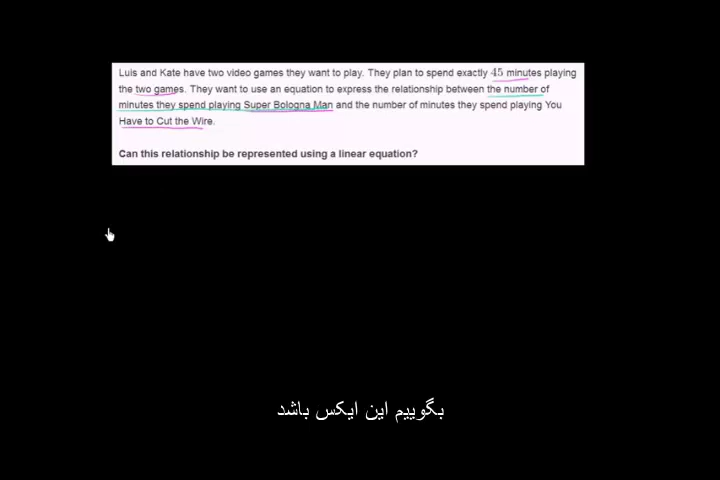 Luis and Kate have two video games they want to play. They plan to spend exactly 45 minutes playing
the two games. They want to use an equation to express the relationship between the number of
minutes they spend playing Super Bologna Man and the number of minutes they spend playing You
Have to Cut the Wire.
Can this relationship be represented using a linear equation?
بگوییم این ایکس باشد